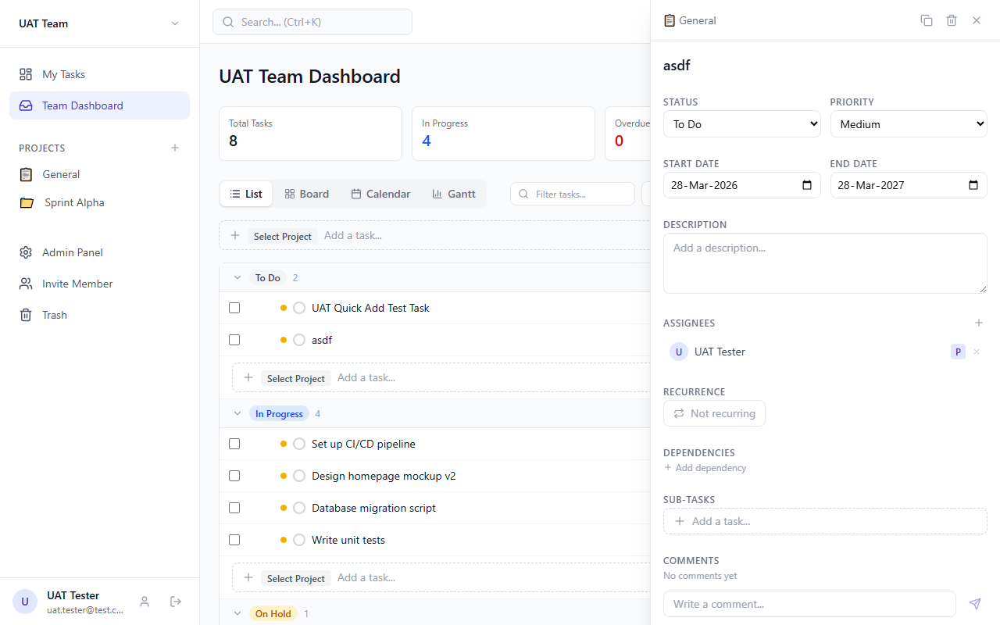 UAT Team
My Tasks
Team Dashboard
PROJECTS
General
Sprint Alpha
Admin Panel
Invite Member
Trash
U
UAT Tester
uat.tester@test.c...
Search... (Ctrl+K)
UAT Team Dashboard
Total Tasks
8
In Progress
4
Overdue
0
List
Board
Calendar
Gantt
Filter tasks...
Select Project
Add a task...
To Do 2
UAT Quick Add Test Task
asdf
Select Project
Add a task...
In Progress 4
Set up CI/CD pipeline
Design homepage mockup v2
Database migration script
Write unit tests
Select Project
Add a task...
On Hold 1
General
asdf
STATUS
To Do
PRIORITY
Medium
START DATE
28-Mar-2026
END DATE
28-Mar-2027
DESCRIPTION
Add a description...
ASSIGNEES
U UAT Tester P
RECURRENCE
Not recurring
DEPENDENCIES
Add dependency
SUB-TASKS
Add a task...
COMMENTS
No comments yet
Write a comment...